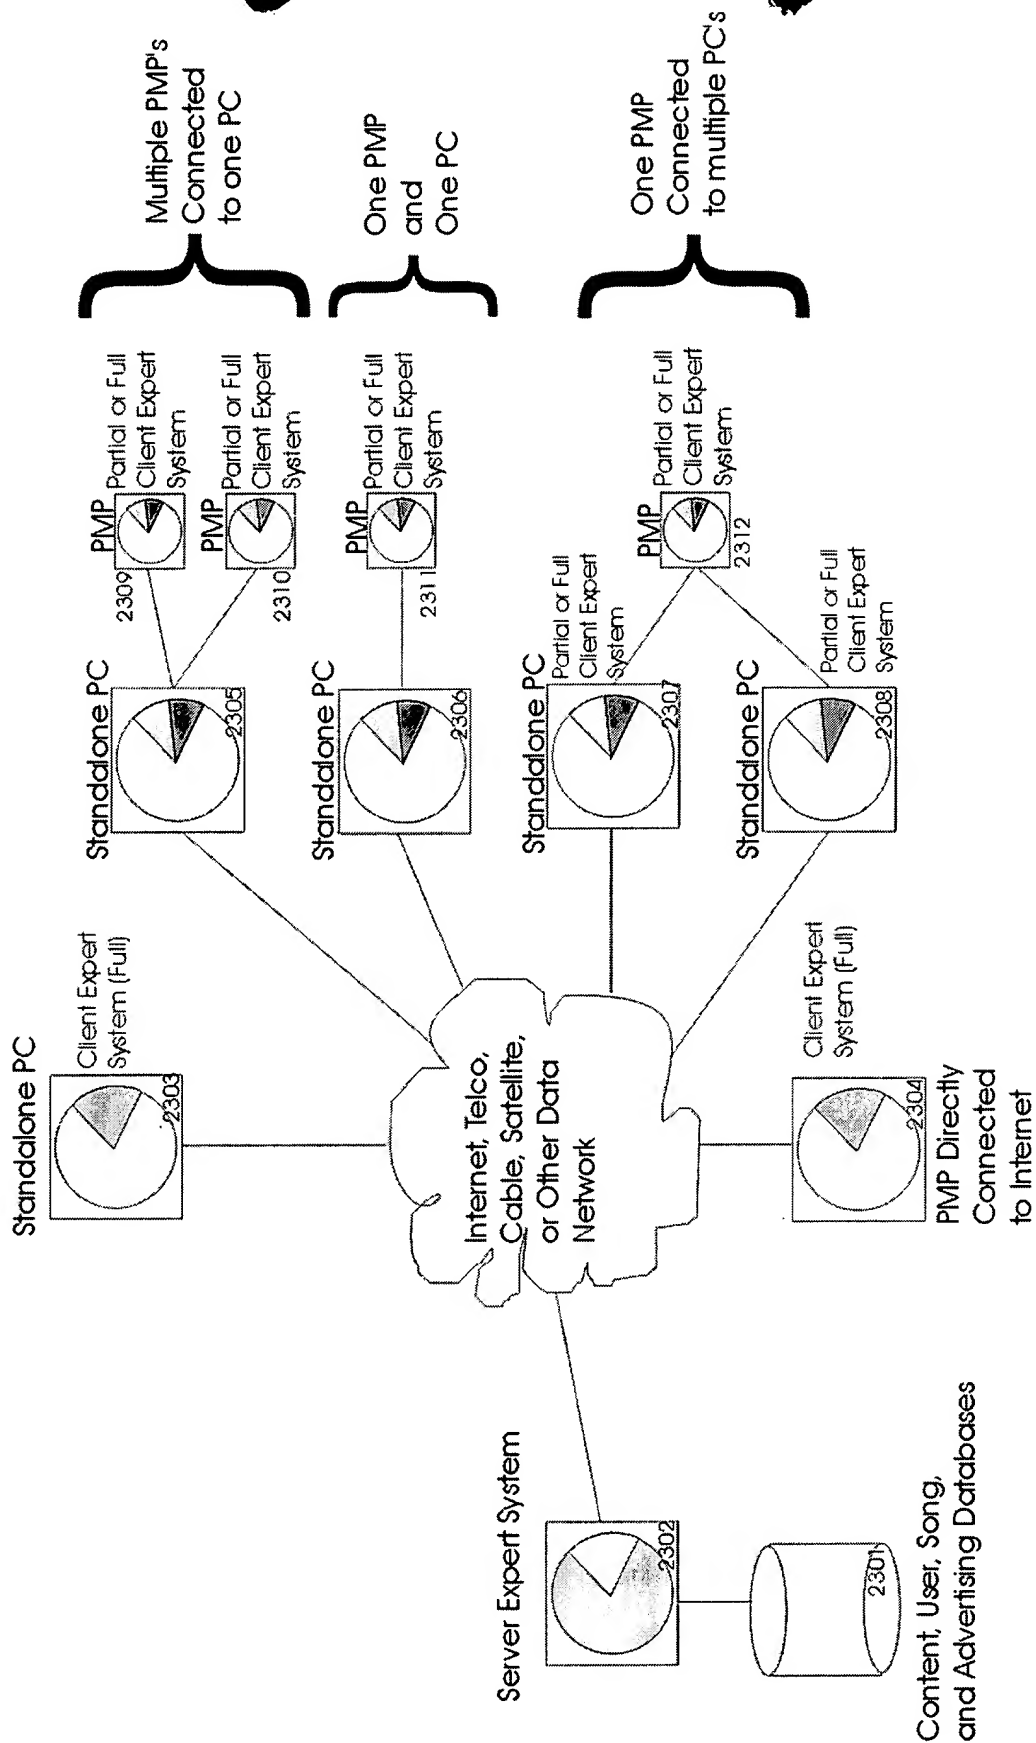 Standalone PC
Client Expert
System (Full)
2303
Standalone PC
2305
PMP
Partial or Full
Client Expert
System
2309
PMP
Partial or Full
Client Expert
System
2310
Multiple PMP's
Connected
to one PC
Standalone PC
2306
PMP
Partial or Full
Client Expert
System
2311
One PMP
and
One PC
Server Expert System
2302
Internet, Telco,
Cable, Satellite,
or Other Data
Network
Standalone PC
Partial or Full
Client Expert
System
2307
PMP
Partial or Full
Client Expert
System
2312
One PMP
Connected
to multiple PC's
Standalone PC
Partial or Full
Client Expert
System
2308
Client Expert
System (Full)
2304
PMP Directly
Connected
to Internet
2301
Content, User, Song,
and Advertising Databases